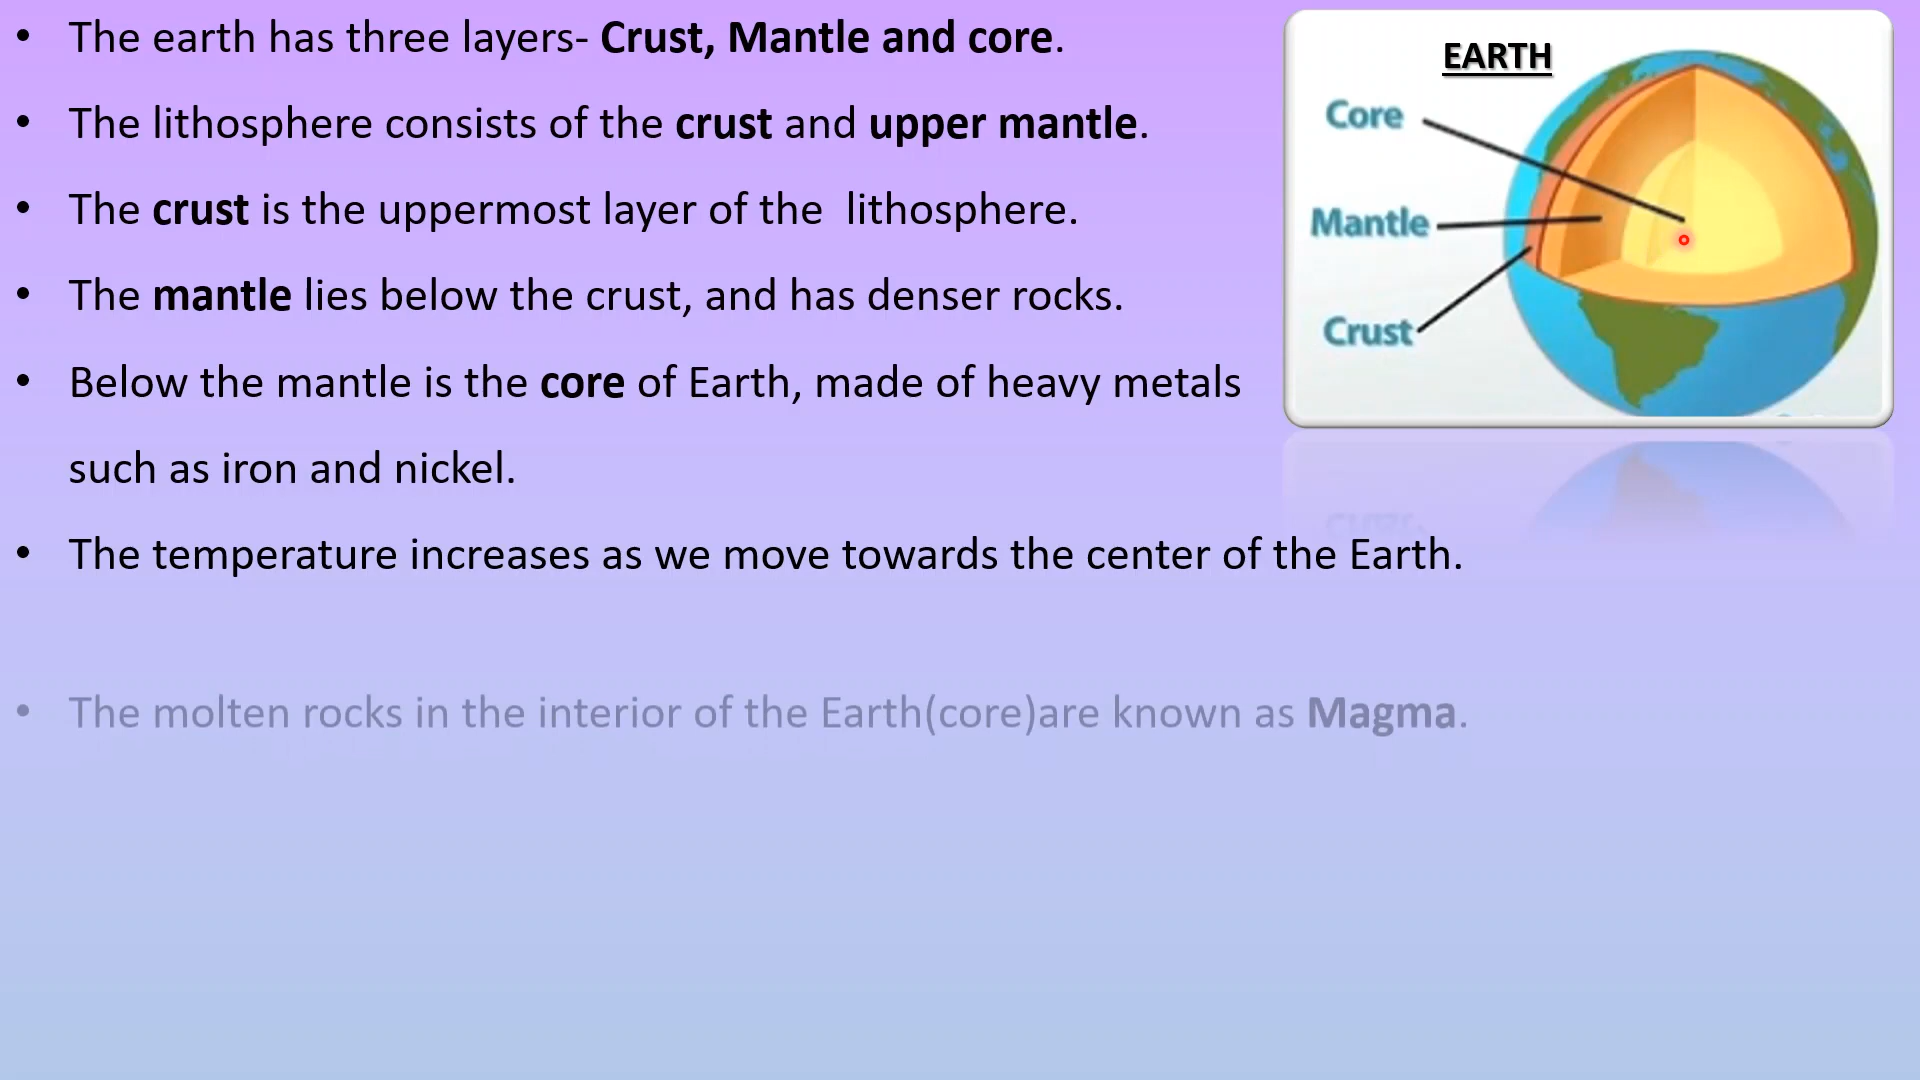 • The earth has three layers- Crust, Mantle and core.
• The lithosphere consists of the crust and upper mantle.
• The crust is the uppermost layer of the  lithosphere.
• The mantle lies below the crust, and has denser rocks.
• Below the mantle is the core of Earth, made of heavy metals
such as iron and nickel.
• The temperature increases as we move towards the center of the Earth.
• The molten rocks in the interior of the Earth(core)are known as Magma.
EARTH
Core
Mantle
Crust